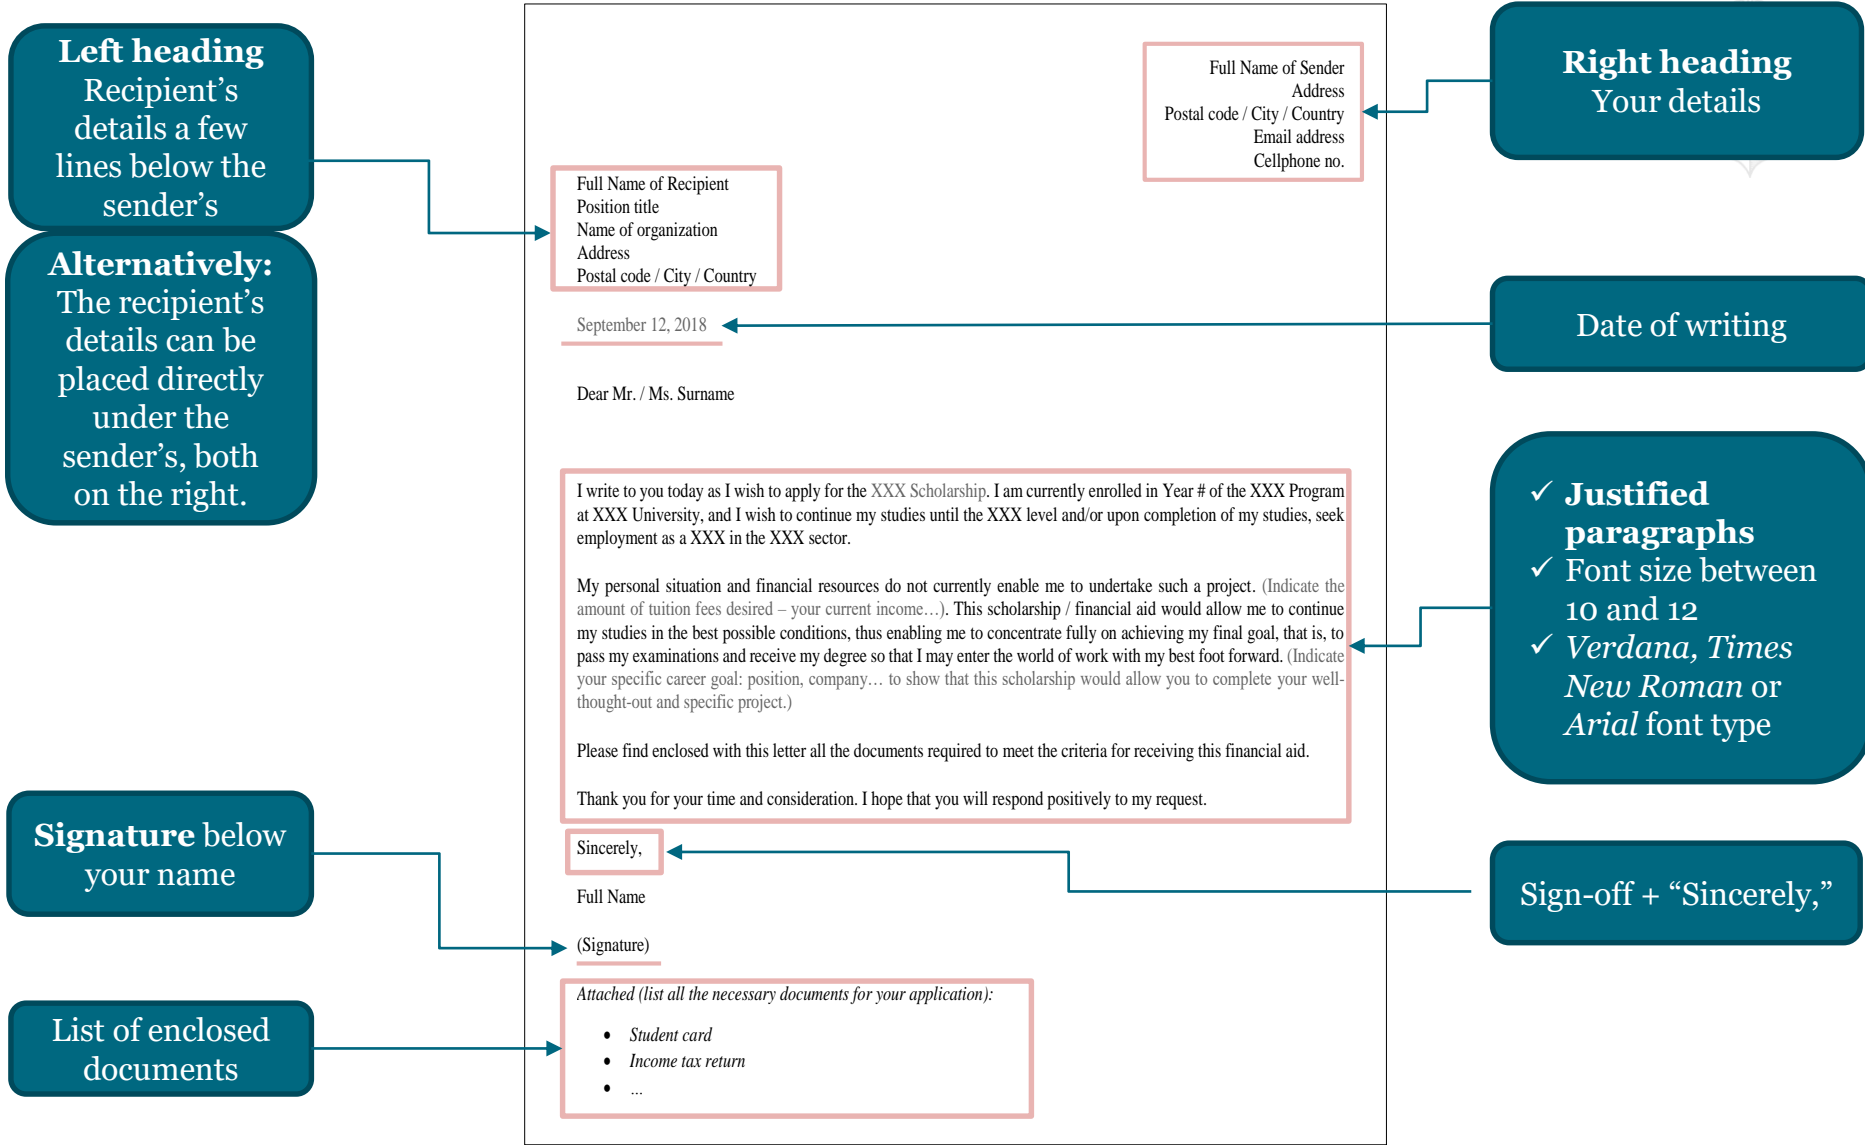 Left heading
Recipient’s
details a few
lines below the
sender’s
Alternatively:
The recipient’s
details can be
placed directly
under the
sender’s, both
on the right.
Signature below
your name
List of enclosed
documents
Full Name of Sender
Address
Postal code / City / Country
Email address
Cellphone no.
Full Name of Recipient
Position title
Name of organization
Address
Postal code / City / Country
September 12, 2018
Dear Mr. / Ms. Surname
I write to you today as I wish to apply for the XXX Scholarship. I am currently enrolled in Year # of the XXX Program
at XXX University, and I wish to continue my studies until the XXX level and/or upon completion of my studies, seek
employment as a XXX in the XXX sector.
My personal situation and financial resources do not currently enable me to undertake such a project. (Indicate the
amount of tuition fees desired – your current income…). This scholarship / financial aid would allow me to continue
my studies in the best possible conditions, thus enabling me to concentrate fully on achieving my final goal, that is, to
pass my examinations and receive my degree so that I may enter the world of work with my best foot forward. (Indicate
your specific career goal: position, company… to show that this scholarship would allow you to complete your well-
thought-out and specific project.)
Please find enclosed with this letter all the documents required to meet the criteria for receiving this financial aid.
Thank you for your time and consideration. I hope that you will respond positively to my request.
Sincerely,
Full Name
(Signature)
Attached (list all the necessary documents for your application):
• Student card
• Income tax return
• …
Right heading
Your details
Date of writing
✓ Justified
paragraphs
✓ Font size between
10 and 12
✓ Verdana, Times
New Roman or
Arial font type
Sign-off + “Sincerely,”